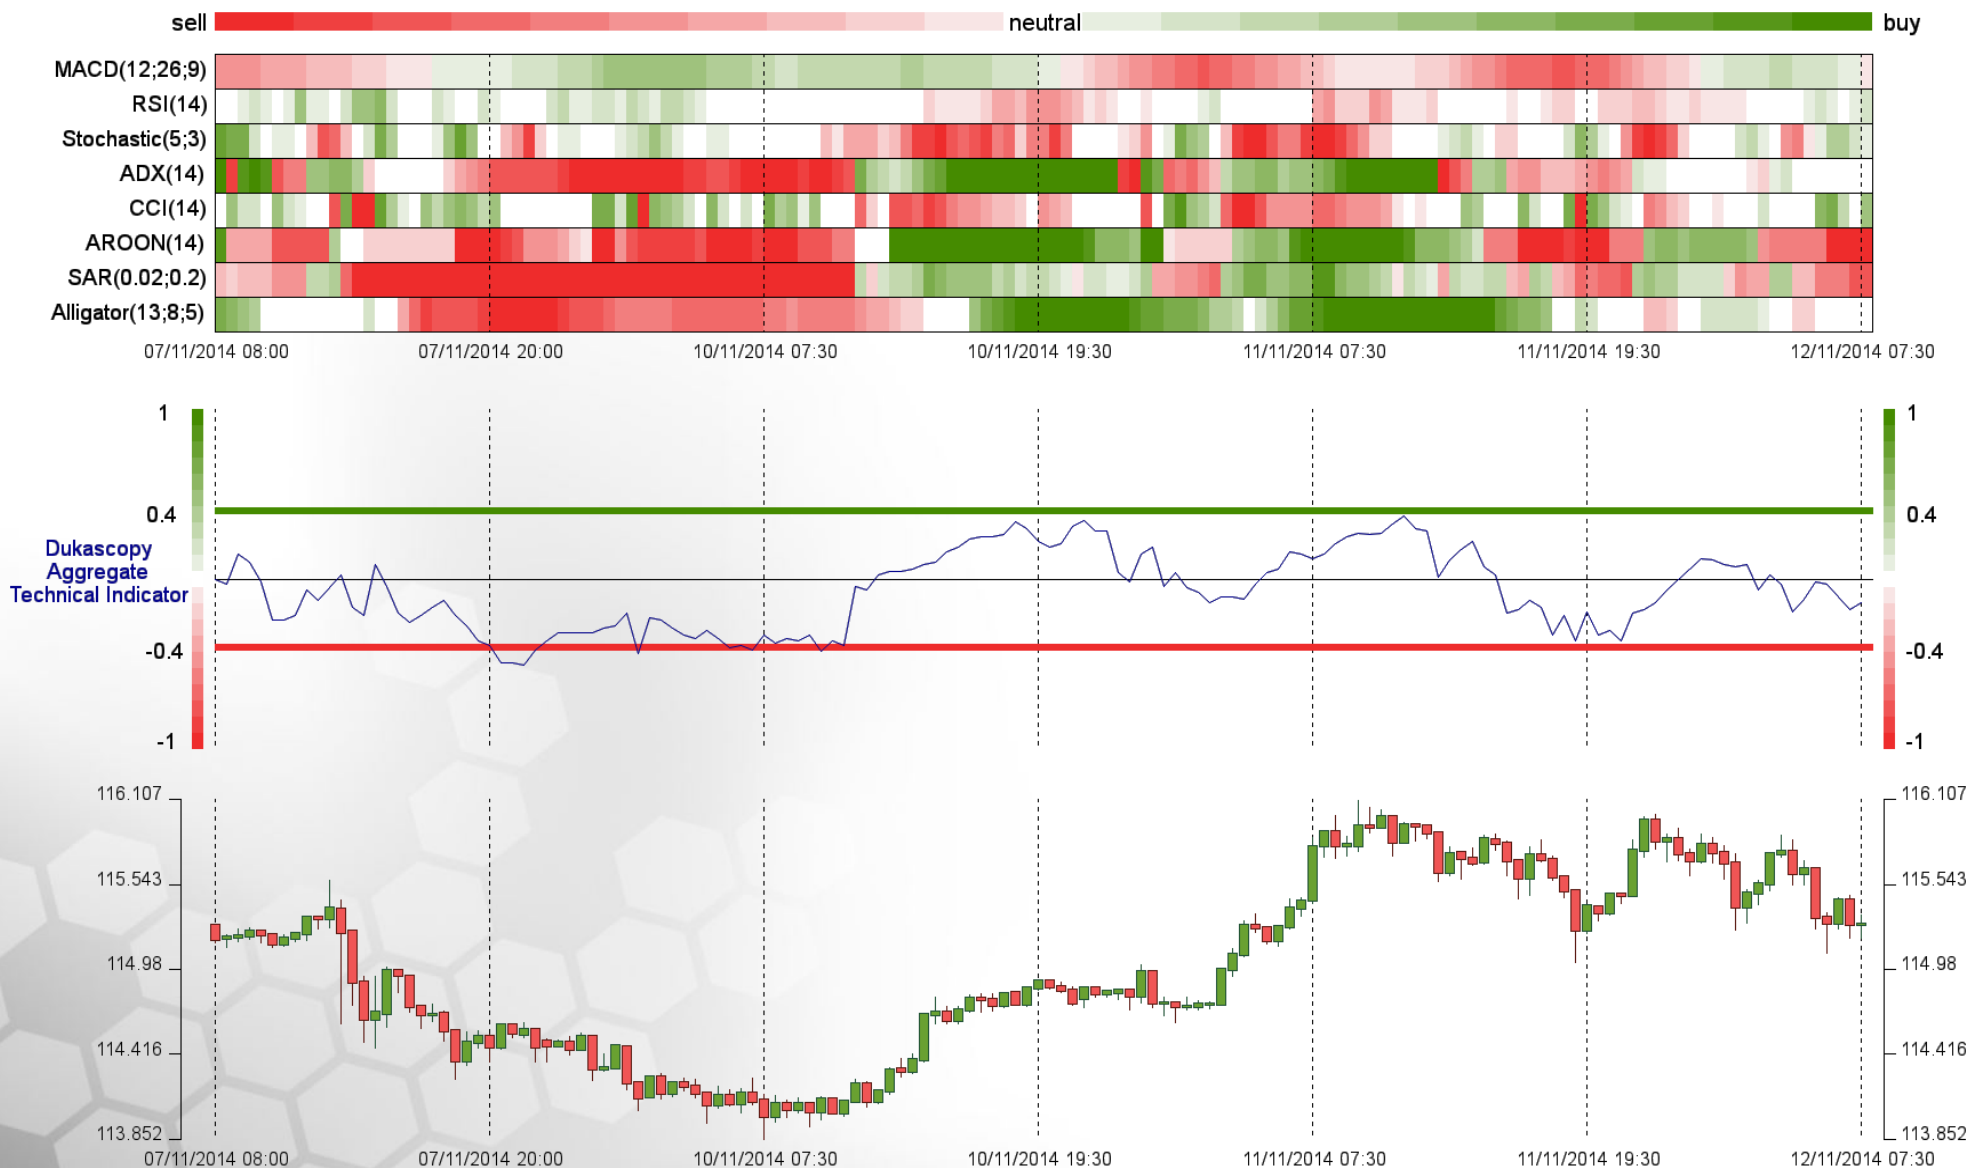 sell neutral buy
MACD(12;26;9)
RSI(14)
Stochastic(5;3)
ADX(14)
CCI(14)
AROON(14)
SAR(0.02;0.2)
Alligator(13;8;5)
07/11/2014 08:00 07/11/2014 20:00 10/11/2014 07:30 10/11/2014 19:30 11/11/2014 07:30 11/11/2014 19:30 12/11/2014 07:30
1 1
0.4 0.4
Dukascopy
Aggregate
Technical Indicator
-0.4 -0.4
-1 -1
116.107 116.107
115.543 115.543
114.98 114.98
114.416 114.416
113.852 113.852
07/11/2014 08:00 07/11/2014 20:00 10/11/2014 07:30 10/11/2014 19:30 11/11/2014 07:30 11/11/2014 19:30 12/11/2014 07:30